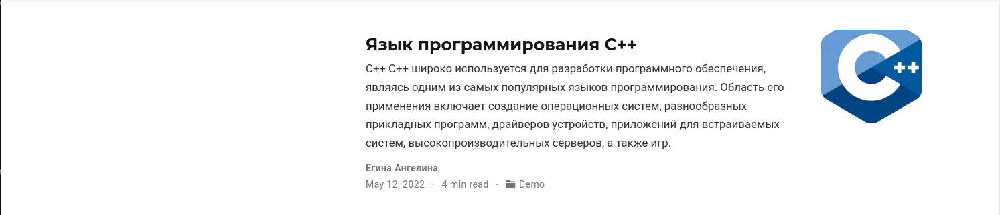 Язык программирования C++
C++ C++ широко используется для разработки программного обеспечения,
являясь одним из самых популярных языков программирования. Область его
применения включает создание операционных систем, разнообразных
прикладных программ, драйверов устройств, приложений для встраиваемых
систем, высокопроизводительных серверов, а также игр.
Егина Ангелина
May 12, 2022 · 4 min read · Demo
C++